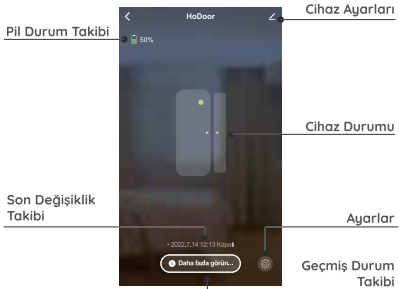 HoDoor
Cihaz Ayarları
Pil Durum Takibi
50%
Cihaz Durumu
Son Değişiklik
Takibi
Ayarlar
• 2022.7.14 12:13 Kapalı
Daha fazla görün...
Geçmiş Durum
Takibi